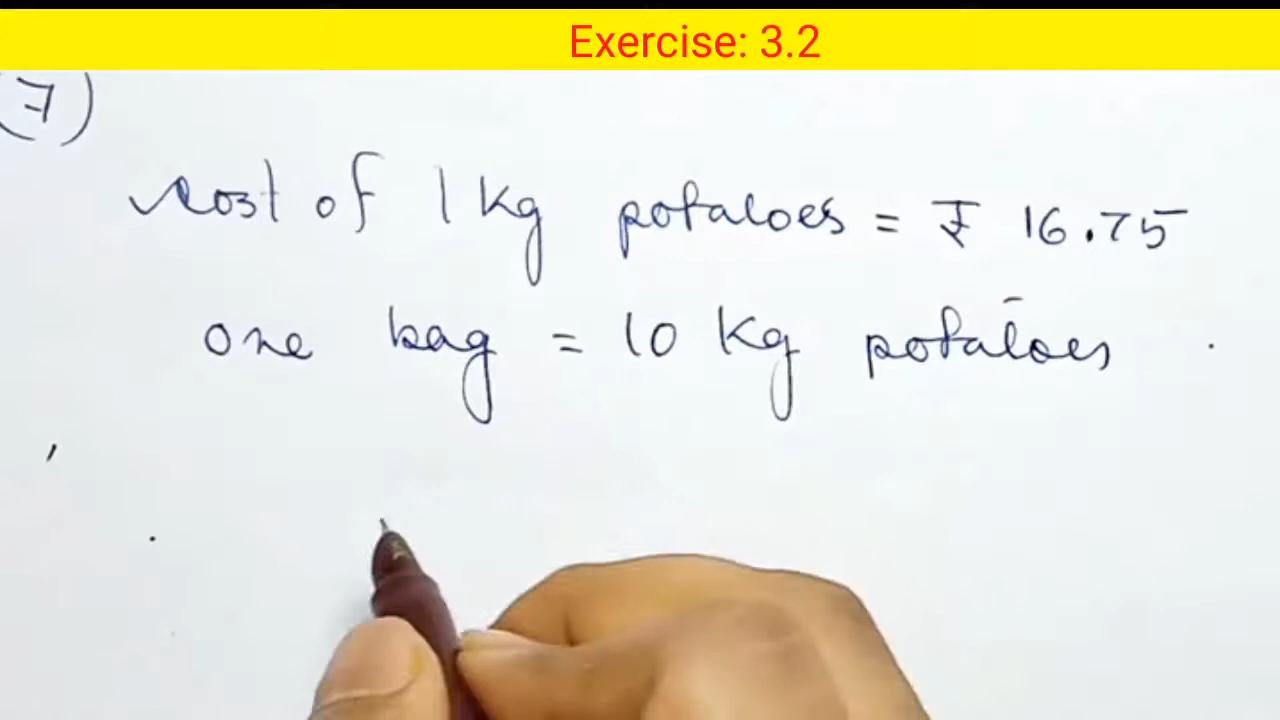 Exercise: 3.2
(7)
Cost of 1 kg potatoes = ₹ 16.75
one bag = 10 Kg potatoes